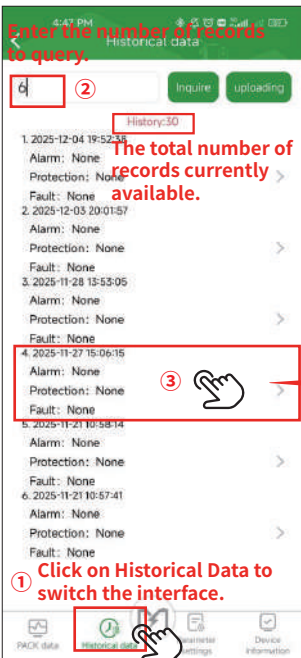 4:47 PM
Enter the number of records
Historical data
to query.
6
②
Inquire
uploading
History:30
The total number of
records currently
available.
1. 2025-12-04 19:52:38
Alarm: None
Protection: None
Fault: None
2. 2025-12-03 20:01:57
Alarm: None
Protection: None
Fault: None
3. 2025-11-28 13:53:05
Alarm: None
Protection: None
Fault: None
4. 2025-11-27 15:06:15
Alarm: None
Protection: None
③
Fault: None
5. 2025-11-21 10:58:14
Alarm: None
Protection: None
Fault: None
6. 2025-11-21 10:57:41
Alarm: None
Protection: None
Fault: None
① Click on Historical Data to
switch the interface.
PACK data
Historical data
settings
Device
information